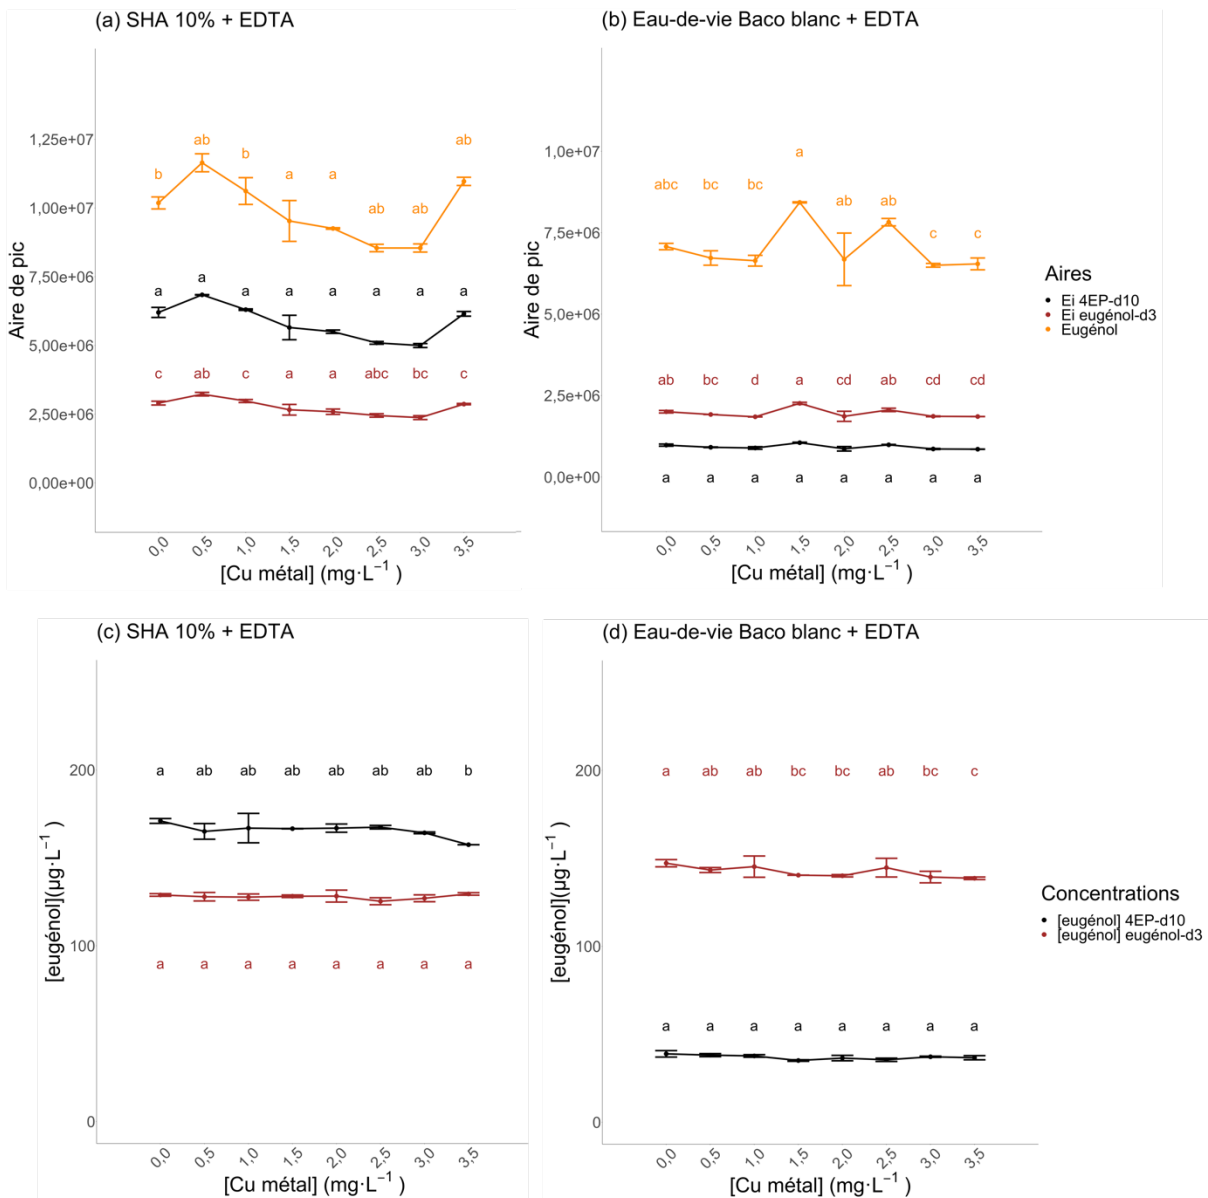 (a) SHA 10% + EDTA
Aire de pic
1,25e+07
1,00e+07
7,50e+06
5,00e+06
2,50e+06
0,00e+00
b ab b a a ab ab ab
a a a a a a a a
c ab c a a abc bc c
0,0 0,5 1,0 1,5 2,0 2,5 3,0 3,5
[Cu métal] (mg·L⁻¹ )
(b) Eau-de-vie Baco blanc + EDTA
Aire de pic
1,0e+07
7,5e+06
5,0e+06
2,5e+06
0,0e+00
abc bc bc a ab ab c c
ab bc d a cd ab cd cd
a a a a a a a a
0,0 0,5 1,0 1,5 2,0 2,5 3,0 3,5
[Cu métal] (mg·L⁻¹ )
Aires
Ei 4EP-d10
Ei eugénol-d3
Eugénol
(c) SHA 10% + EDTA
[eugénol](µg·L⁻¹ )
200
100
0
a ab ab ab ab ab ab b
a a a a a a a a
0,0 0,5 1,0 1,5 2,0 2,5 3,0 3,5
[Cu métal] (mg·L⁻¹ )
(d) Eau-de-vie Baco blanc + EDTA
[eugénol](µg·L⁻¹ )
200
100
0
a ab ab bc bc ab bc c
a a a a a a a a
0,0 0,5 1,0 1,5 2,0 2,5 3,0 3,5
[Cu métal] (mg·L⁻¹ )
Concentrations
[eugénol] 4EP-d10
[eugénol] eugénol-d3